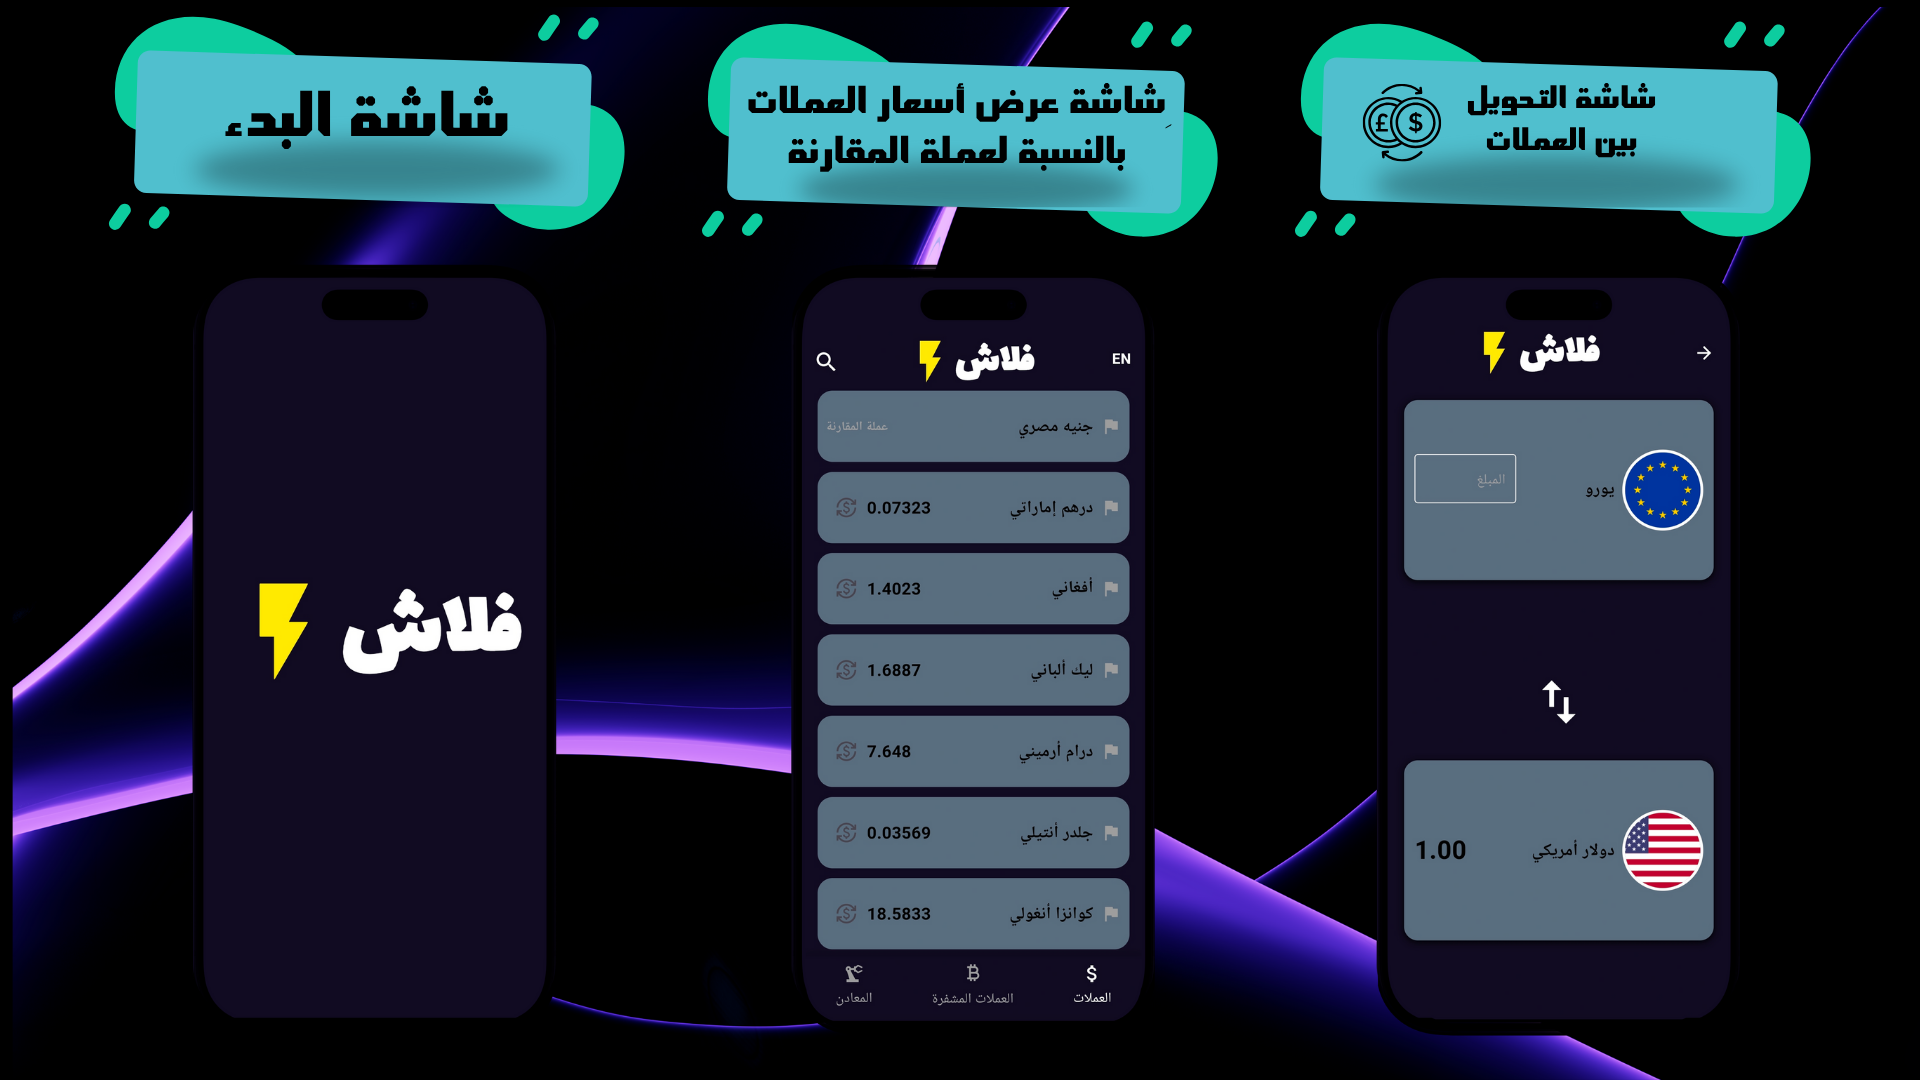 شاشة البدء
شاشة عرض أسعار العملات
بالنسبة لعملة المقارنة
شاشة التحويل
بين العملات
فلاش
فلاش
EN
جنيه مصري
عملة المقارنة
درهم إماراتي
0.07323
أفغاني
1.4023
ليك ألباني
1.6887
درام أرميني
7.648
جلدر أنتيلي
0.03569
كوانزا أنغولي
18.5833
العملات
العملات المشفرة
المعادن
فلاش
يورو
المبلغ
دولار أمريكي
1.00